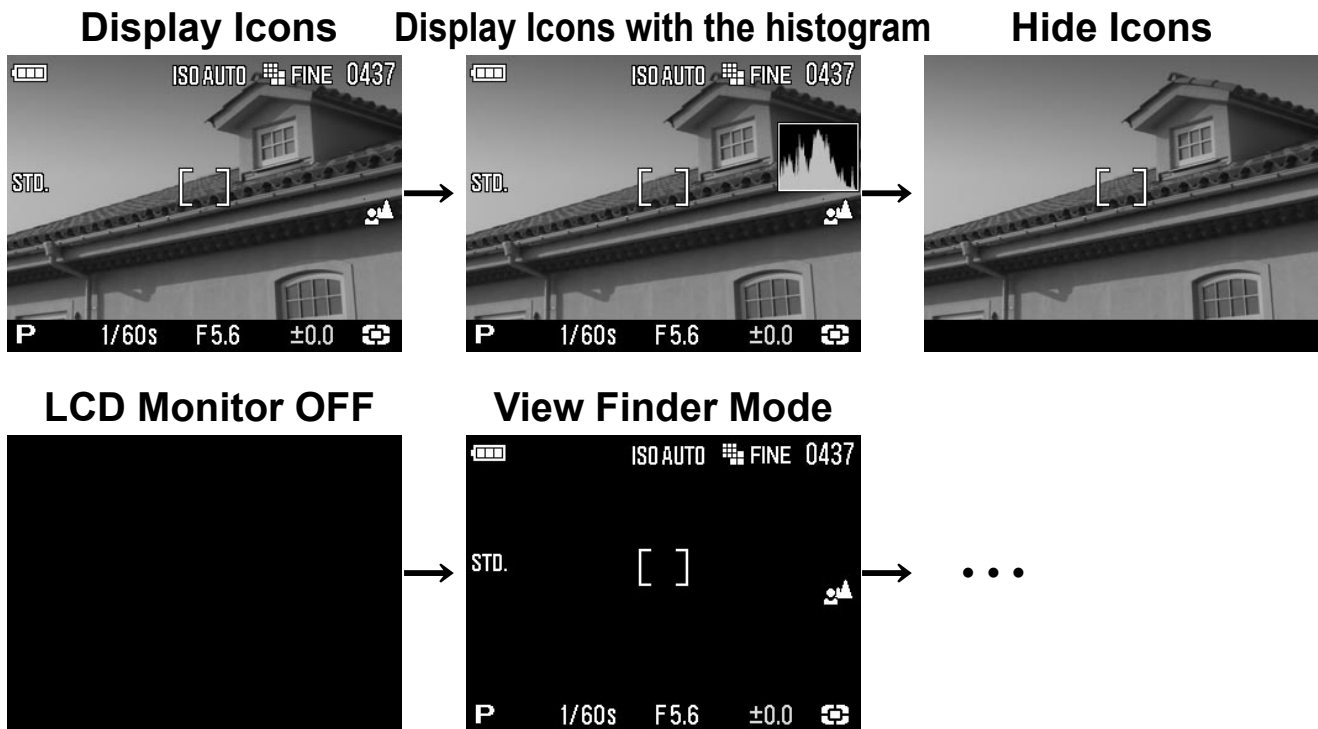 Display Icons
Display Icons with the histogram
Hide Icons
ISO AUTO FINE 0437
STD.
P 1/60s F5.6 ±0.0
ISO AUTO FINE 0437
STD.
P 1/60s F5.6 ±0.0
LCD Monitor OFF
View Finder Mode
ISO AUTO FINE 0437
STD.
P 1/60s F5.6 ±0.0
• • •